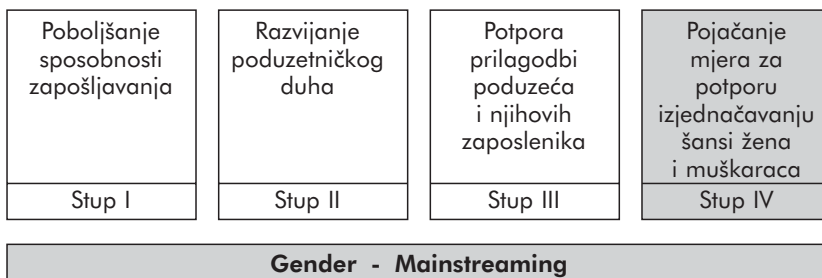 Poboljšanje
sposobnosti
zapošljavanja
Stup I
Razvijanje
poduzetničkog
duha
Stup II
Potpora
prilagodbi
poduzeća
i njihovih
zaposlenika
Stup III
Pojačanje
mjera za
potporu
izjednačavanju
šansi žena
i muškaraca
Stup IV
Gender - Mainstreaming